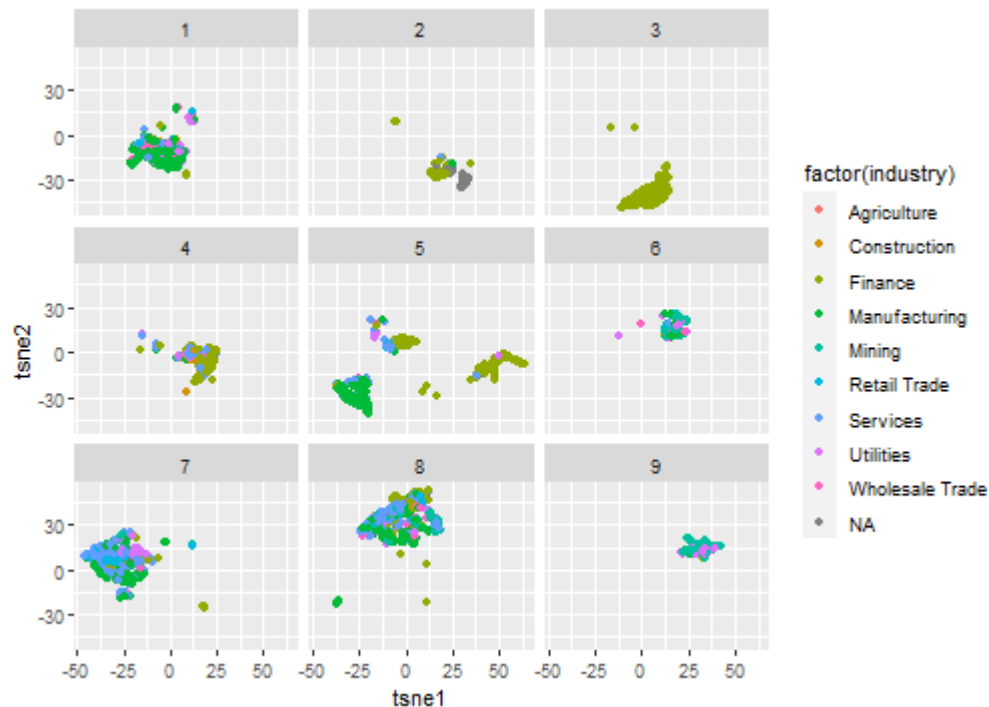 1 2 3
30
0
-30
4 5 6
30
0
-30
7 8 9
30
0
-30
-50 -25 0 25 50 -50 -25 0 25 50 -50 -25 0 25 50
tsne1
tsne2
factor(industry)
Agriculture
Construction
Finance
Manufacturing
Mining
Retail Trade
Services
Utilities
Wholesale Trade
NA